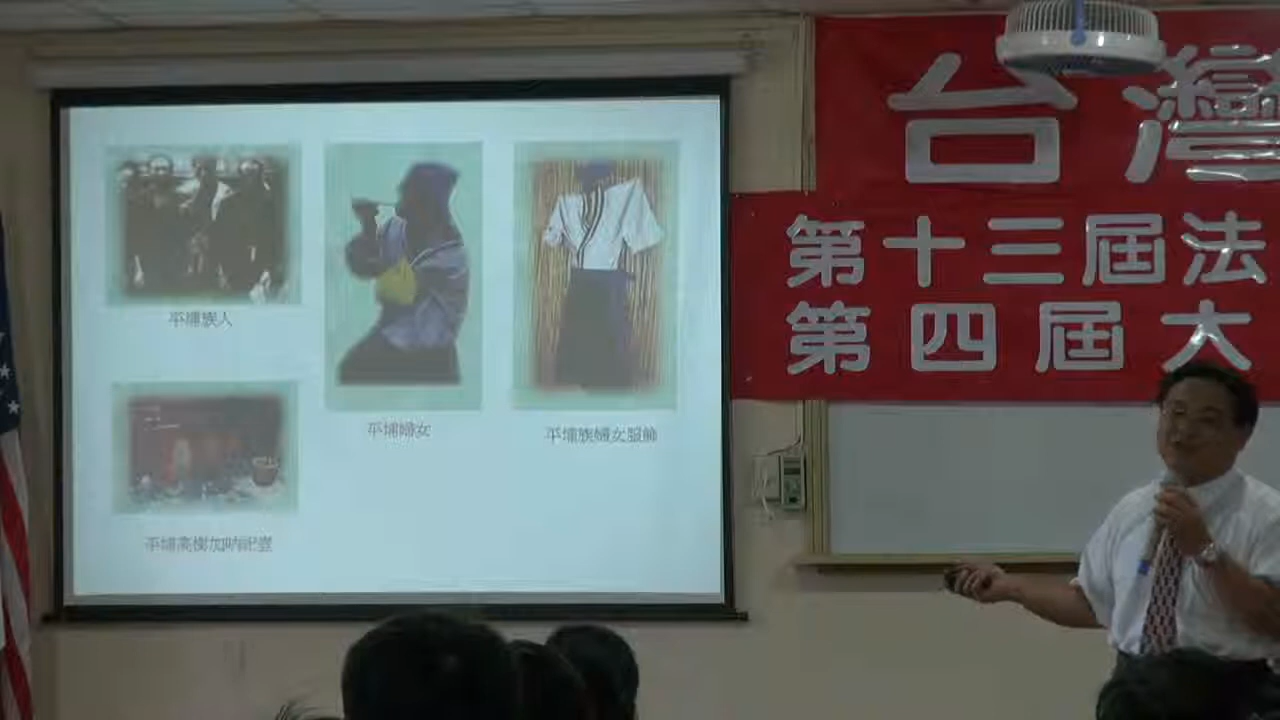 平埔族人
平埔婦女
平埔族婦女服飾
台灣
第十三屆法
第四屆大